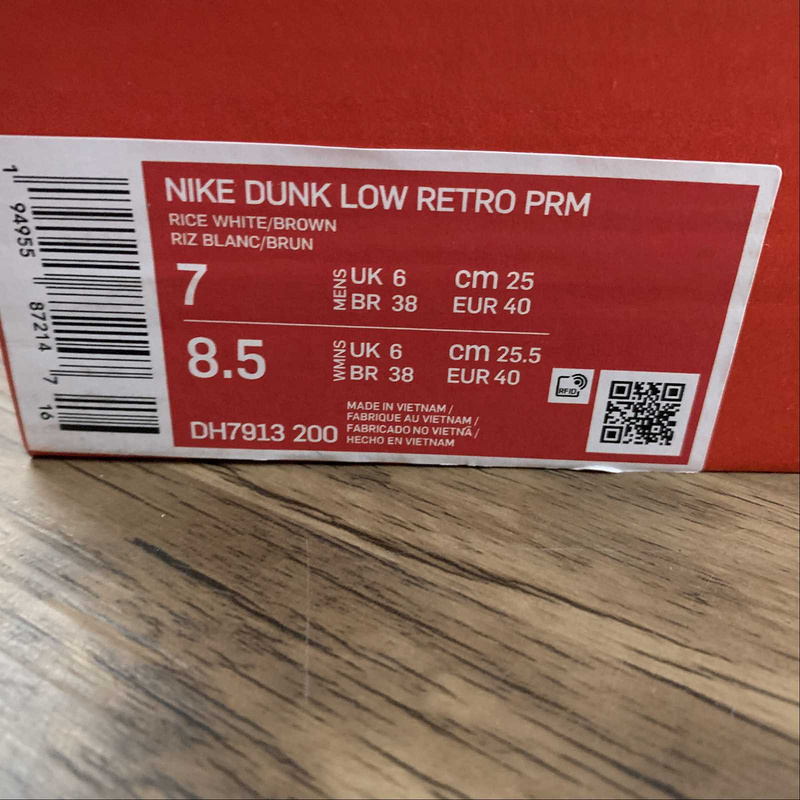 NIKE DUNK LOW RETRO PRM
RICE WHITE/BROWN
RIZ BLANC/BRUN
7 MENS UK 6 cm 25
BR 38 EUR 40
8.5 WMNS UK 6 cm 25.5
BR 38 EUR 40
RFID
DH7913 200
MADE IN VIETNAM /
FABRIQUE AU VIETNAM /
FABRICADO NO VIETNÃ /
HECHO EN VIETNAM
1 94955 87214 7 16